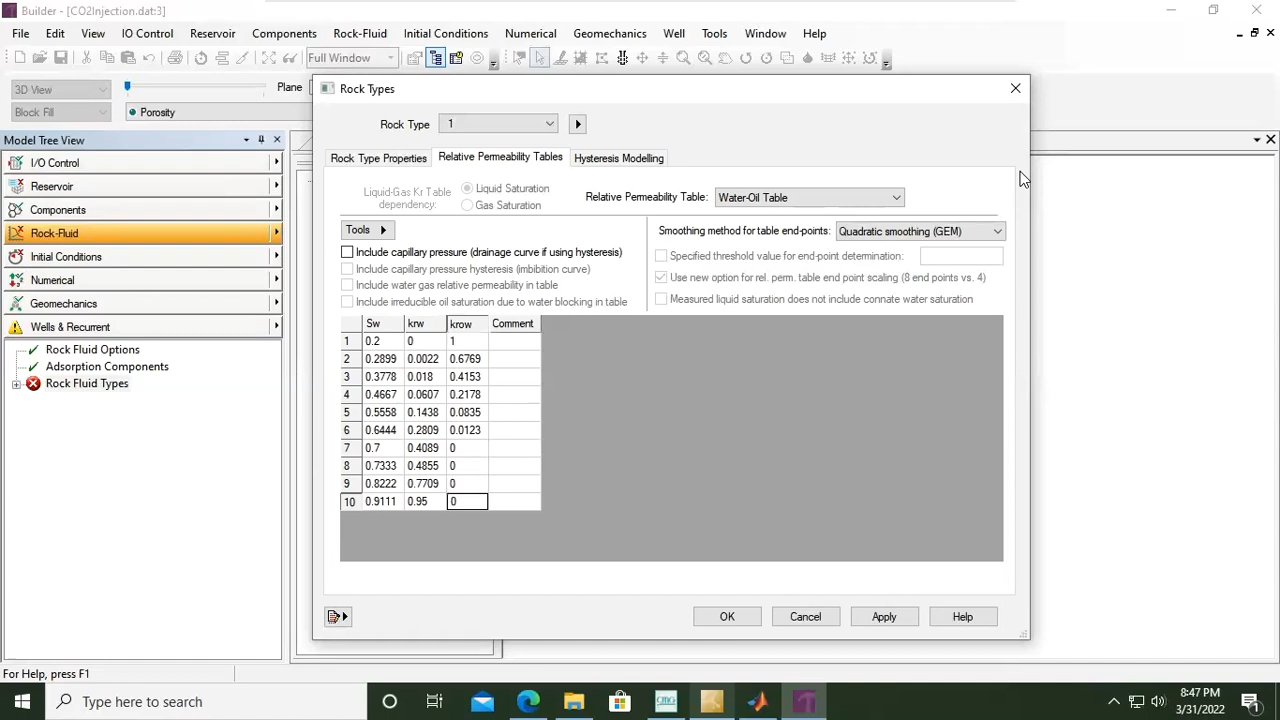 Builder - [CO2Injection.dat:3]
File Edit View IO Control Reservoir Components Rock-Fluid Initial Conditions Numerical Geomechanics Well Tools Window Help
Full Window
3D View
Plane
Block Fill
Porosity
Model Tree View
I/O Control
Reservoir
Components
Rock-Fluid
Initial Conditions
Numerical
Geomechanics
Wells & Recurrent
Rock Fluid Options
Adsorption Components
Rock Fluid Types
Rock Types
Rock Type 1
Rock Type Properties Relative Permeability Tables Hysteresis Modelling
Liquid-Gas Kr Table
dependency:
Liquid Saturation
Gas Saturation
Relative Permeability Table: Water-Oil Table
Tools
Smoothing method for table end-points: Quadratic smoothing (GEM)
Include capillary pressure (drainage curve if using hysteresis)
Specified threshold value for end-point determination:
Include capillary pressure hysteresis (imbibition curve)
Use new option for rel. perm. table end point scaling (8 end points vs. 4)
Include water gas relative permeability in table
Include irreducible oil saturation due to water blocking in table
Measured liquid saturation does not include connate water saturation
Sw krw krow Comment
1 0.2 0 1
2 0.2899 0.0022 0.6769
3 0.3778 0.018 0.4153
4 0.4667 0.0607 0.2178
5 0.5558 0.1438 0.0835
6 0.6444 0.2809 0.0123
7 0.7 0.4089 0
8 0.7333 0.4855 0
9 0.8222 0.7709 0
10 0.9111 0.95 0
OK Cancel Apply Help
For Help, press F1
Type here to search
CMG
8:47 PM
3/31/2022
1